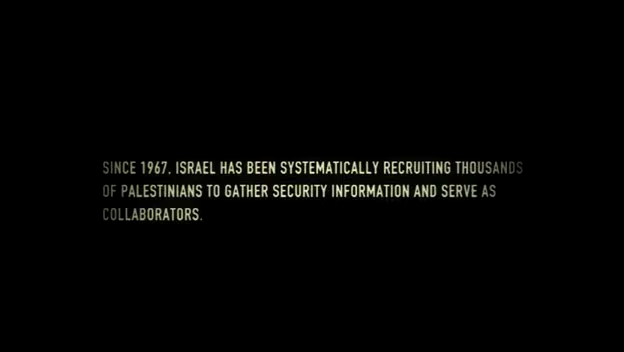 SINCE 1967, ISRAEL HAS BEEN SYSTEMATICALLY RECRUITING THOUSANDS
OF PALESTINIANS TO GATHER SECURITY INFORMATION AND SERVE AS
COLLABORATORS.